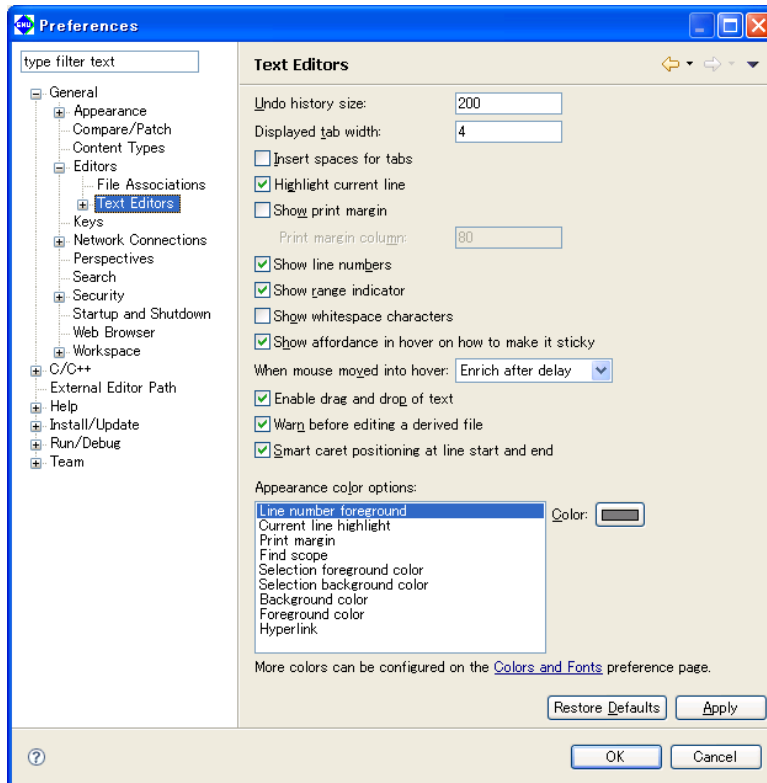 Preferences
type filter text
General
Appearance
Compare/Patch
Content Types
Editors
File Associations
Text Editors
Keys
Network Connections
Perspectives
Search
Security
Startup and Shutdown
Web Browser
Workspace
C/C++
External Editor Path
Help
Install/Update
Run/Debug
Team
Text Editors
Undo history size: 200
Displayed tab width: 4
Insert spaces for tabs
Highlight current line
Show print margin
Print margin column: 80
Show line numbers
Show range indicator
Show whitespace characters
Show affordance in hover on how to make it sticky
When mouse moved into hover: Enrich after delay
Enable drag and drop of text
Warn before editing a derived file
Smart caret positioning at line start and end
Appearance color options:
Line number foreground
Current line highlight
Print margin
Find scope
Selection foreground color
Selection background color
Background color
Foreground color
Hyperlink
Color:
More colors can be configured on the Colors and Fonts preference page.
Restore Defaults Apply
? OK Cancel